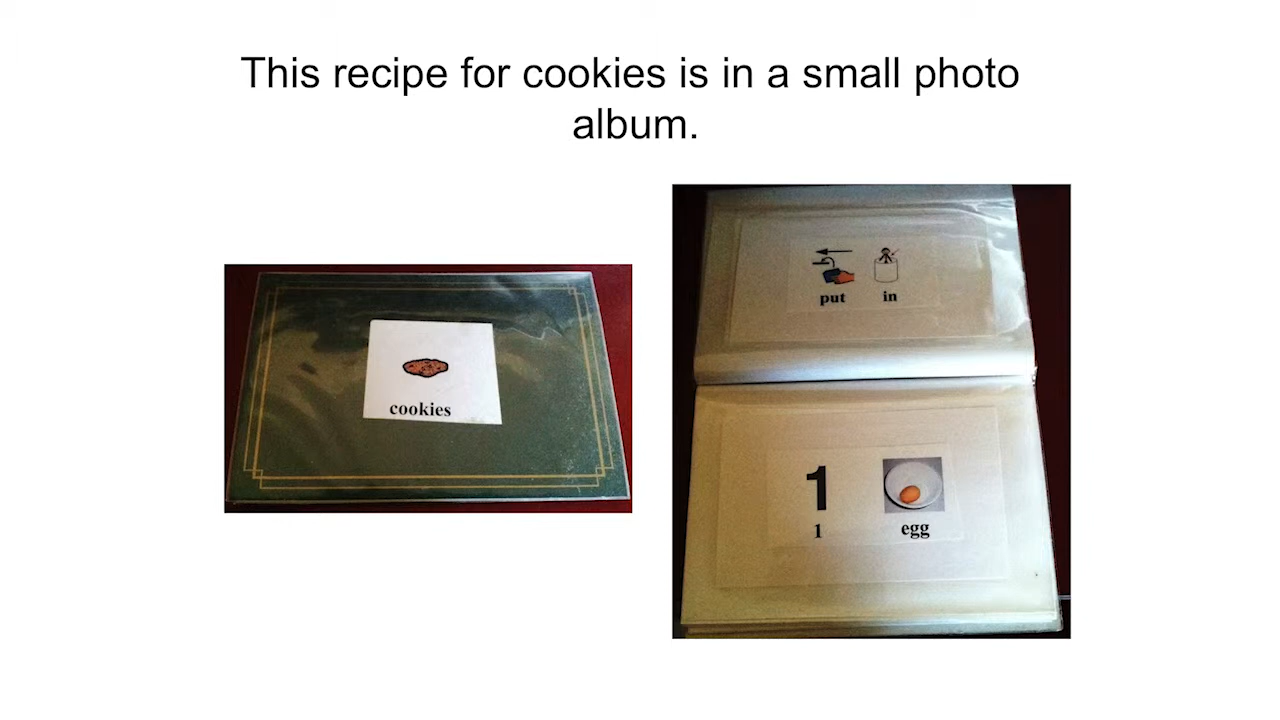 This recipe for cookies is in a small photo
album.
cookies
put in
1
1 egg